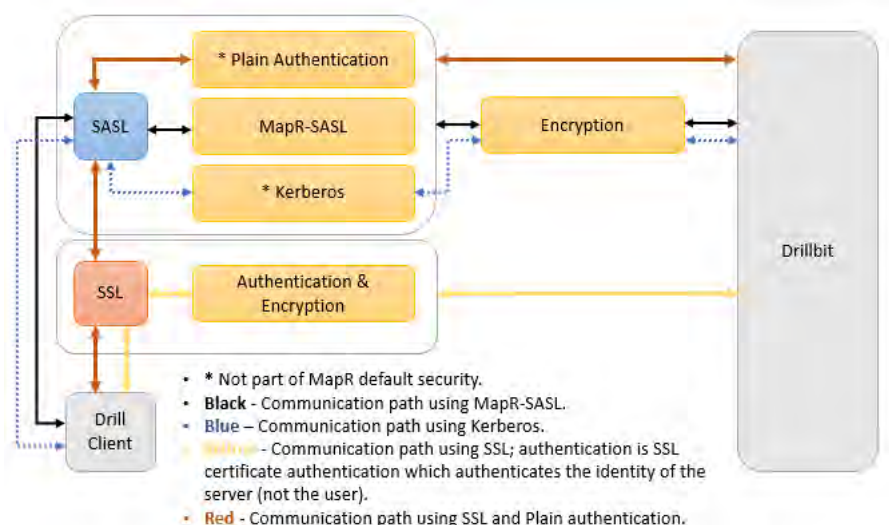 * Plain Authentication
SASL
MapR-SASL
Encryption
* Kerberos
Drillbit
SSL
Authentication &
Encryption
Drill
Client
• * Not part of MapR default security.
• Black - Communication path using MapR-SASL.
• Blue – Communication path using Kerberos.
• Yellow - Communication path using SSL; authentication is SSL
certificate authentication which authenticates the identity of the
server (not the user).
• Red - Communication path using SSL and Plain authentication.